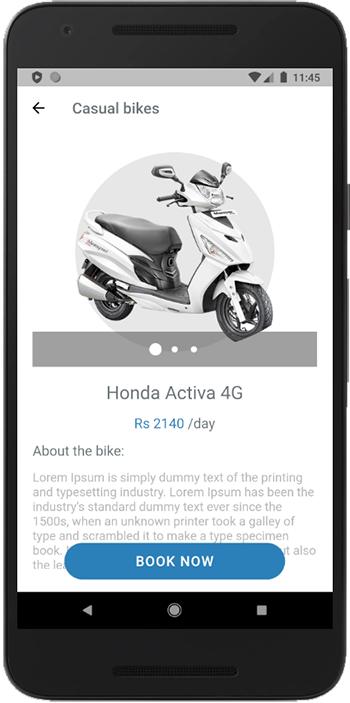 11:45
Casual bikes
Honda Activa 4G
Rs 2140 /day
About the bike:
Lorem Ipsum is simply dummy text of the printing
and typesetting industry. Lorem Ipsum has been the
industry's standard dummy text ever since the
1500s, when an unknown printer took a galley of
type and scrambled it to make a type specimen
book. also
the
BOOK NOW